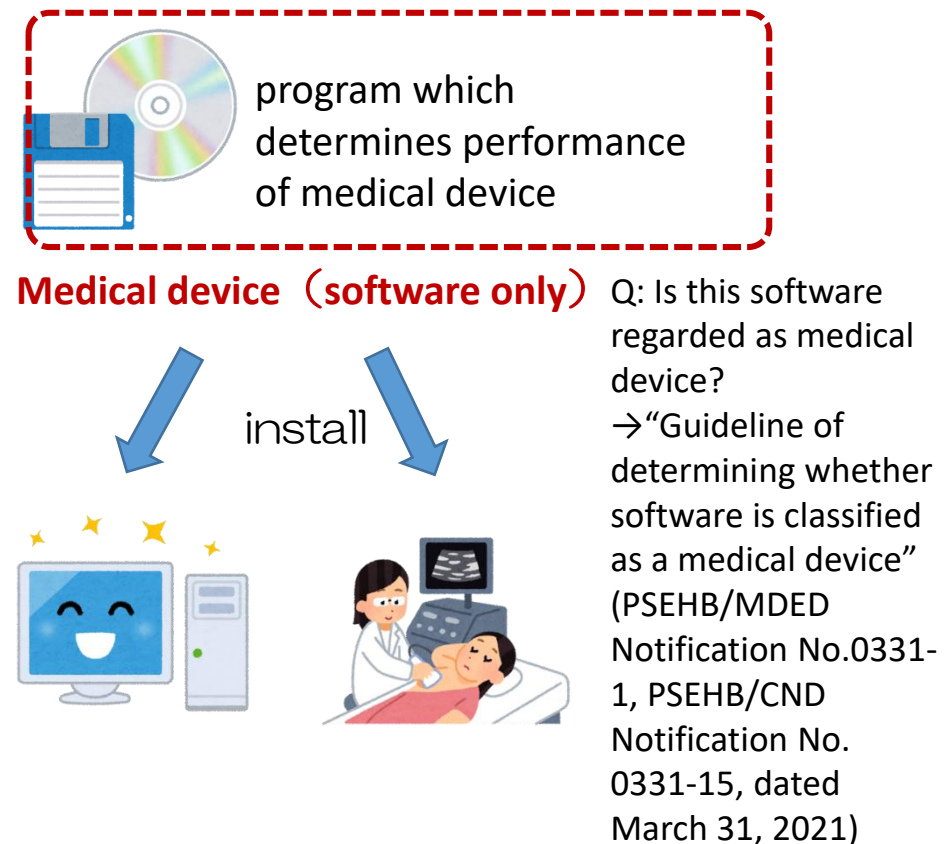 program which
determines performance
of medical device
Medical device（software only）
install
Q: Is this software
regarded as medical
device?
→“Guideline of
determining whether
software is classified
as a medical device”
(PSEHB/MDED
Notification No.0331-
1, PSEHB/CND
Notification No.
0331-15, dated
March 31, 2021)